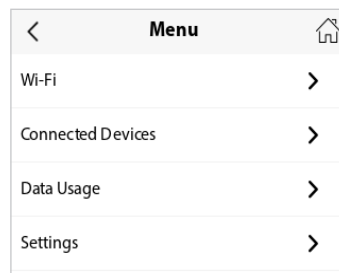 Menu
Wi-Fi
Connected Devices
Data Usage
Settings